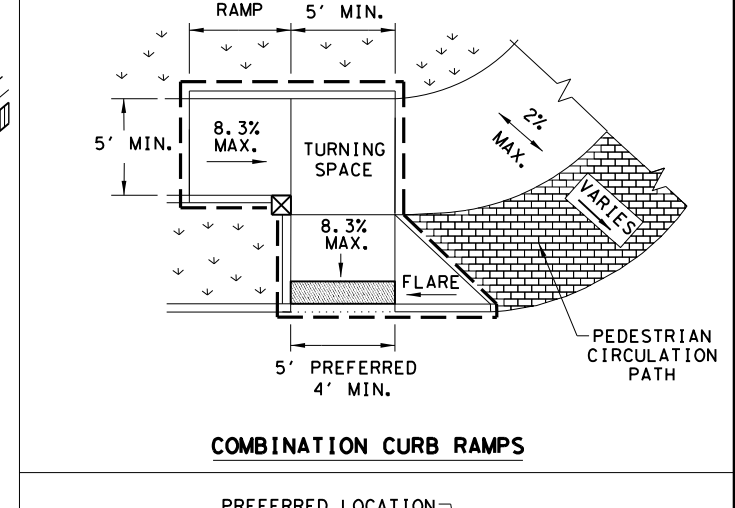 RAMP
5' MIN.
5' MIN.
8.3%
MAX.
TURNING
SPACE
2%
MAX.
VARIES
8.3%
MAX.
FLARE
5' PREFERRED
4' MIN.
PEDESTRIAN
CIRCULATION
PATH
COMBINATION CURB RAMPS
PREFERRED LOCATION